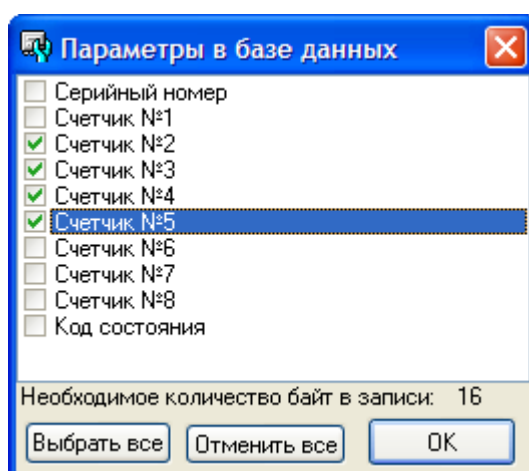 Параметры в базе данных
Серийный номер
Счетчик №1
Счетчик №2
Счетчик №3
Счетчик №4
Счетчик №5
Счетчик №6
Счетчик №7
Счетчик №8
Код состояния
Необходимое количество байт в записи: 16
Выбрать все Отменить все OK